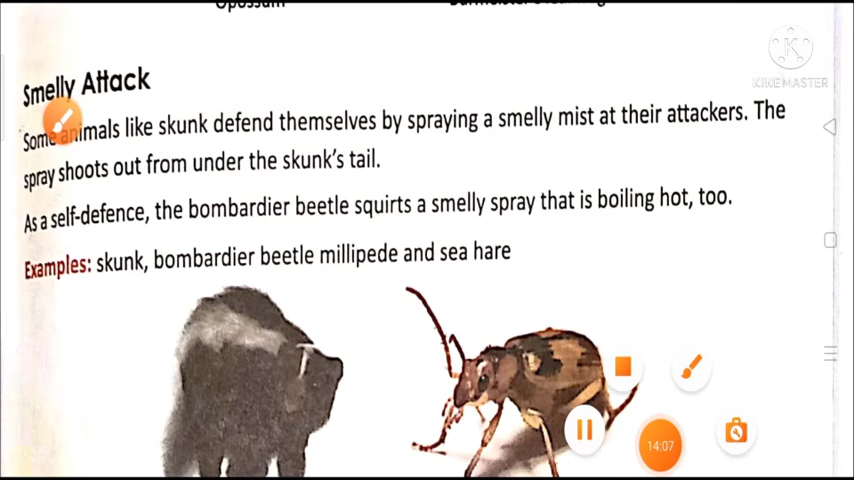 Opossum
Smelly Attack
KINEMASTER
Some animals like skunk defend themselves by spraying a smelly mist at their attackers. The
spray shoots out from under the skunk's tail.
As a self-defence, the bombardier beetle squirts a smelly spray that is boiling hot, too.
Examples: skunk, bombardier beetle millipede and sea hare
14:07